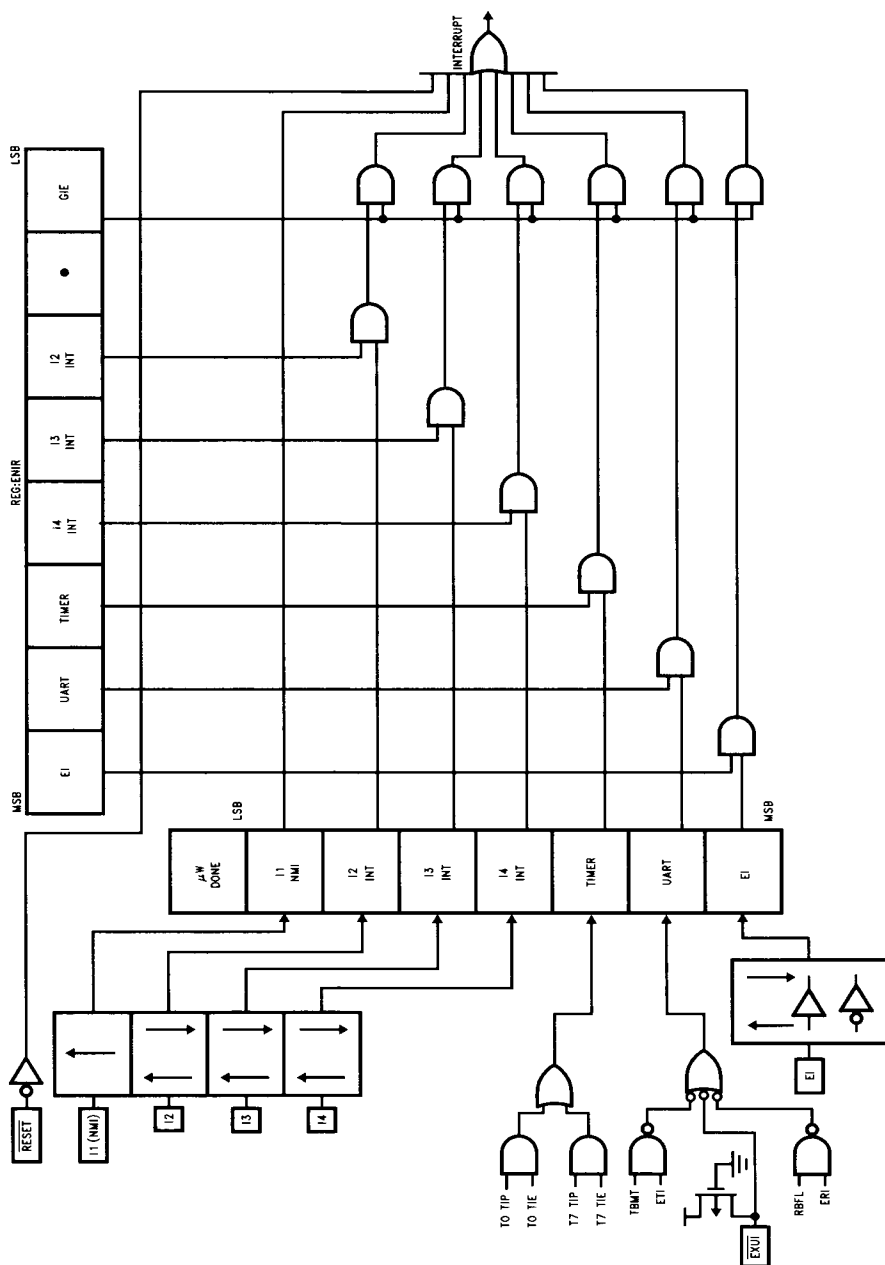 INTERRUPT
LSB
GIE
●
I2
INT
I3
INT
REG:ENIR
I4
INT
TIMER
UART
EI
MSB
RESET
I1 (NMI)
I2
I3
I4
LSB
μW
DONE
I1
NMI
I2
INT
I3
INT
I4
INT
TIMER
UART
EI
MSB
T0 TIP
T0 TIE
T7 TIP
T7 TIE
TBMT
ETI
EXUI
RBFL
ERI
EI